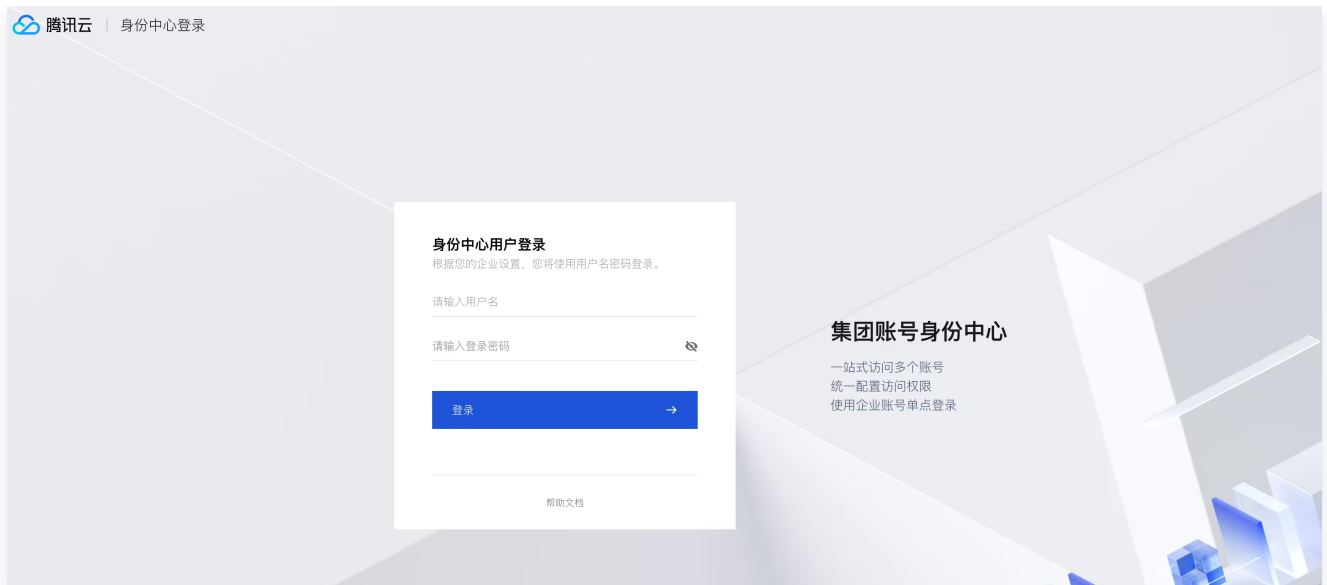 腾讯云 | 身份中心登录
身份中心用户登录
根据您的企业设置，您将使用用户名密码登录。
请输入用户名
请输入登录密码
登录
帮助文档
集团账号身份中心
一站式访问多个账号
统一配置访问权限
使用企业账号单点登录